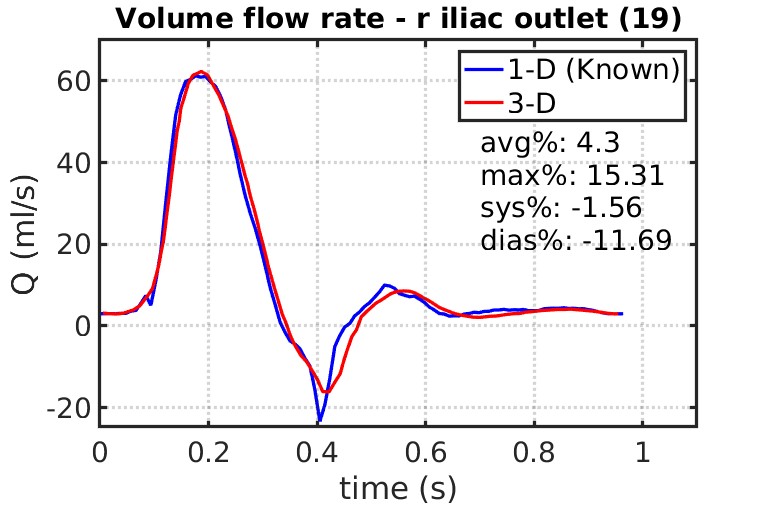 Volume flow rate - r iliac outlet (19)
1-D (Known)
3-D
avg%: 4.3
max%: 15.31
sys%: -1.56
dias%: -11.69
Q (ml/s)
60
40
20
0
-20
0 0.2 0.4 0.6 0.8 1
time (s)